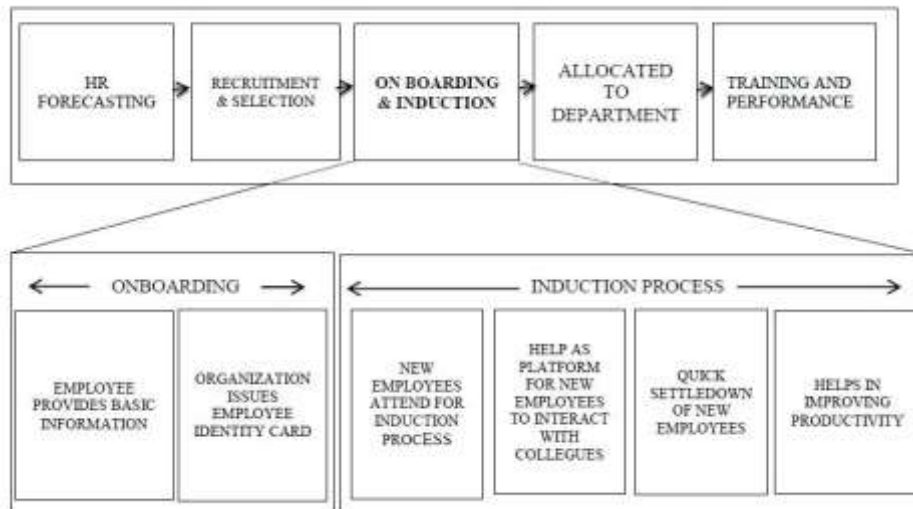 HR
FORECASTING
RECRUITMENT
& SELECTION
ON BOARDING
& INDUCTION
ALLOCATED
TO
DEPARTMENT
TRAINING AND
PERFORMANCE
ONBOARDING
INDUCTION PROCESS
EMPLOYEE
PROVIDES BASIC
INFORMATION
ORGANIZATION
ISSUES
EMPLOYEE
IDENTITY CARD
NEW
EMPLOYEES
ATTEND FOR
INDUCTION
PROCESS
HELP AS
PLATFORM
FOR NEW
EMPLOYEES
TO INTERACT
WITH
COLLEGUES
QUICK
SETTLEDOWN
OF NEW
EMPLOYEES
HELPS IN
IMPROVING
PRODUCTIVITY